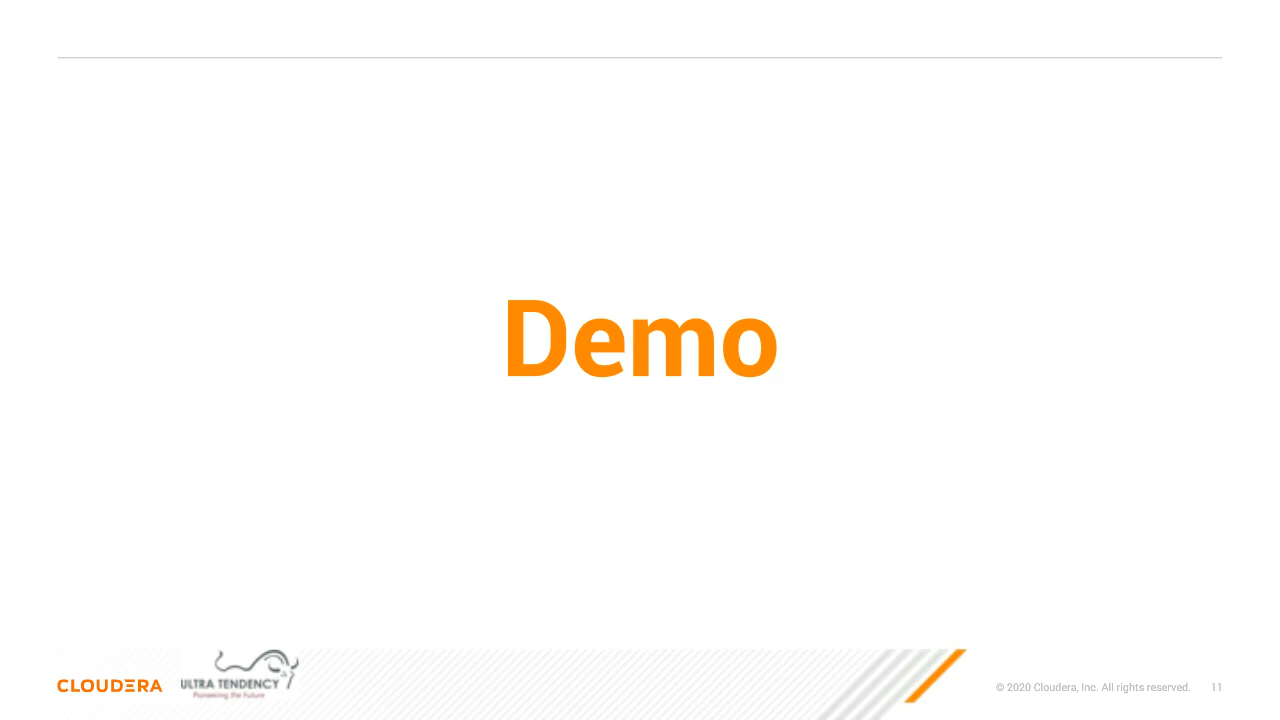 Demo
CLOUDERA
ULTRA TENDENCY
Pioneering the Future
© 2020 Cloudera, Inc. All rights reserved. 11